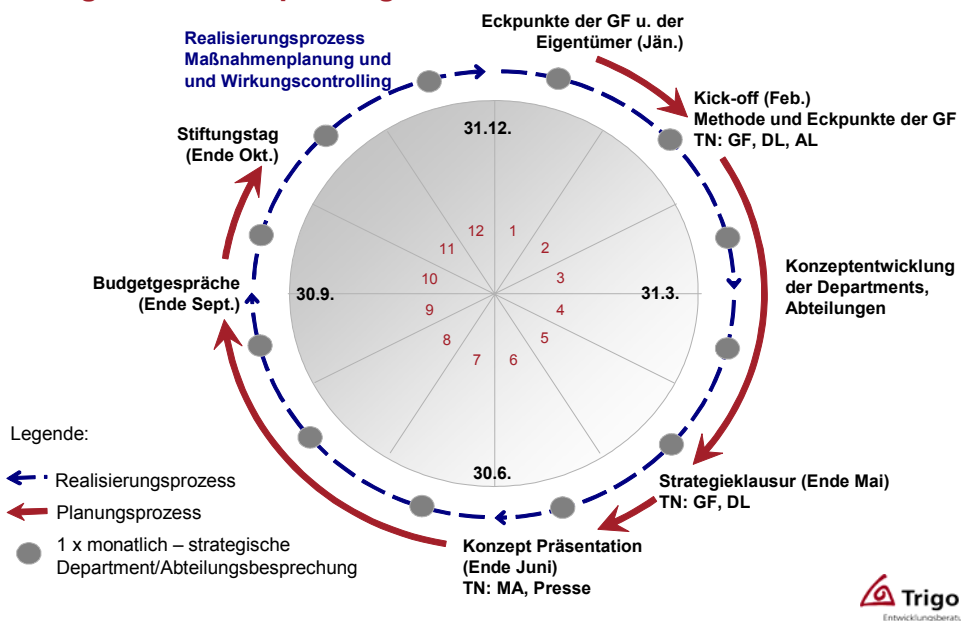 Eckpunkte der GF u. der
Eigentümer (Jän.)
Realisierungsprozess
Maßnahmenplanung und
und Wirkungscontrolling
Kick-off (Feb.)
Methode und Eckpunkte der GF
TN: GF, DL, AL
Stiftungstag
(Ende Okt.)
31.12.
12
1
11
2
10
3
9
4
8
5
7
6
30.9.
31.3.
30.6.
Budgetgespräche
(Ende Sept.)
Konzeptentwicklung
der Departments,
Abteilungen
Legende:
Realisierungsprozess
Planungsprozess
1 x monatlich – strategische
Department/Abteilungsbesprechung
Strategieklausur (Ende Mai)
TN: GF, DL
Konzept Präsentation
(Ende Juni)
TN: MA, Presse
Trigo
Entwicklungsberatu